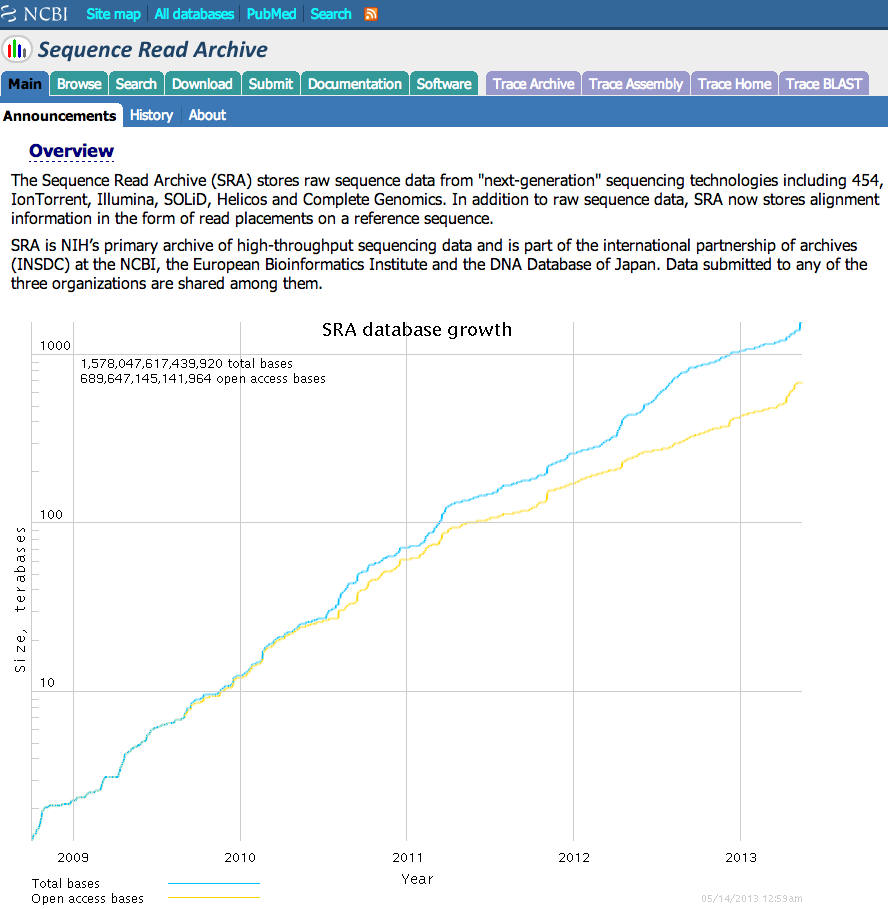 NCBI Site map All databases PubMed Search
Sequence Read Archive
Main Browse Search Download Submit Documentation Software Trace Archive Trace Assembly Trace Home Trace BLAST
Announcements History About
Overview
The Sequence Read Archive (SRA) stores raw sequence data from "next-generation" sequencing technologies including 454,
IonTorrent, Illumina, SOLiD, Helicos and Complete Genomics. In addition to raw sequence data, SRA now stores alignment
information in the form of read placements on a reference sequence.
SRA is NIH’s primary archive of high-throughput sequencing data and is part of the international partnership of archives
(INSDC) at the NCBI, the European Bioinformatics Institute and the DNA Database of Japan. Data submitted to any of the
three organizations are shared among them.
SRA database growth
1000
1,578,047,617,439,920 total bases
689,647,145,141,964 open access bases
100
Size, terabases
10
2009 2010 2011 2012 2013
Year
Total bases
Open access bases
05/14/2013 12:59am